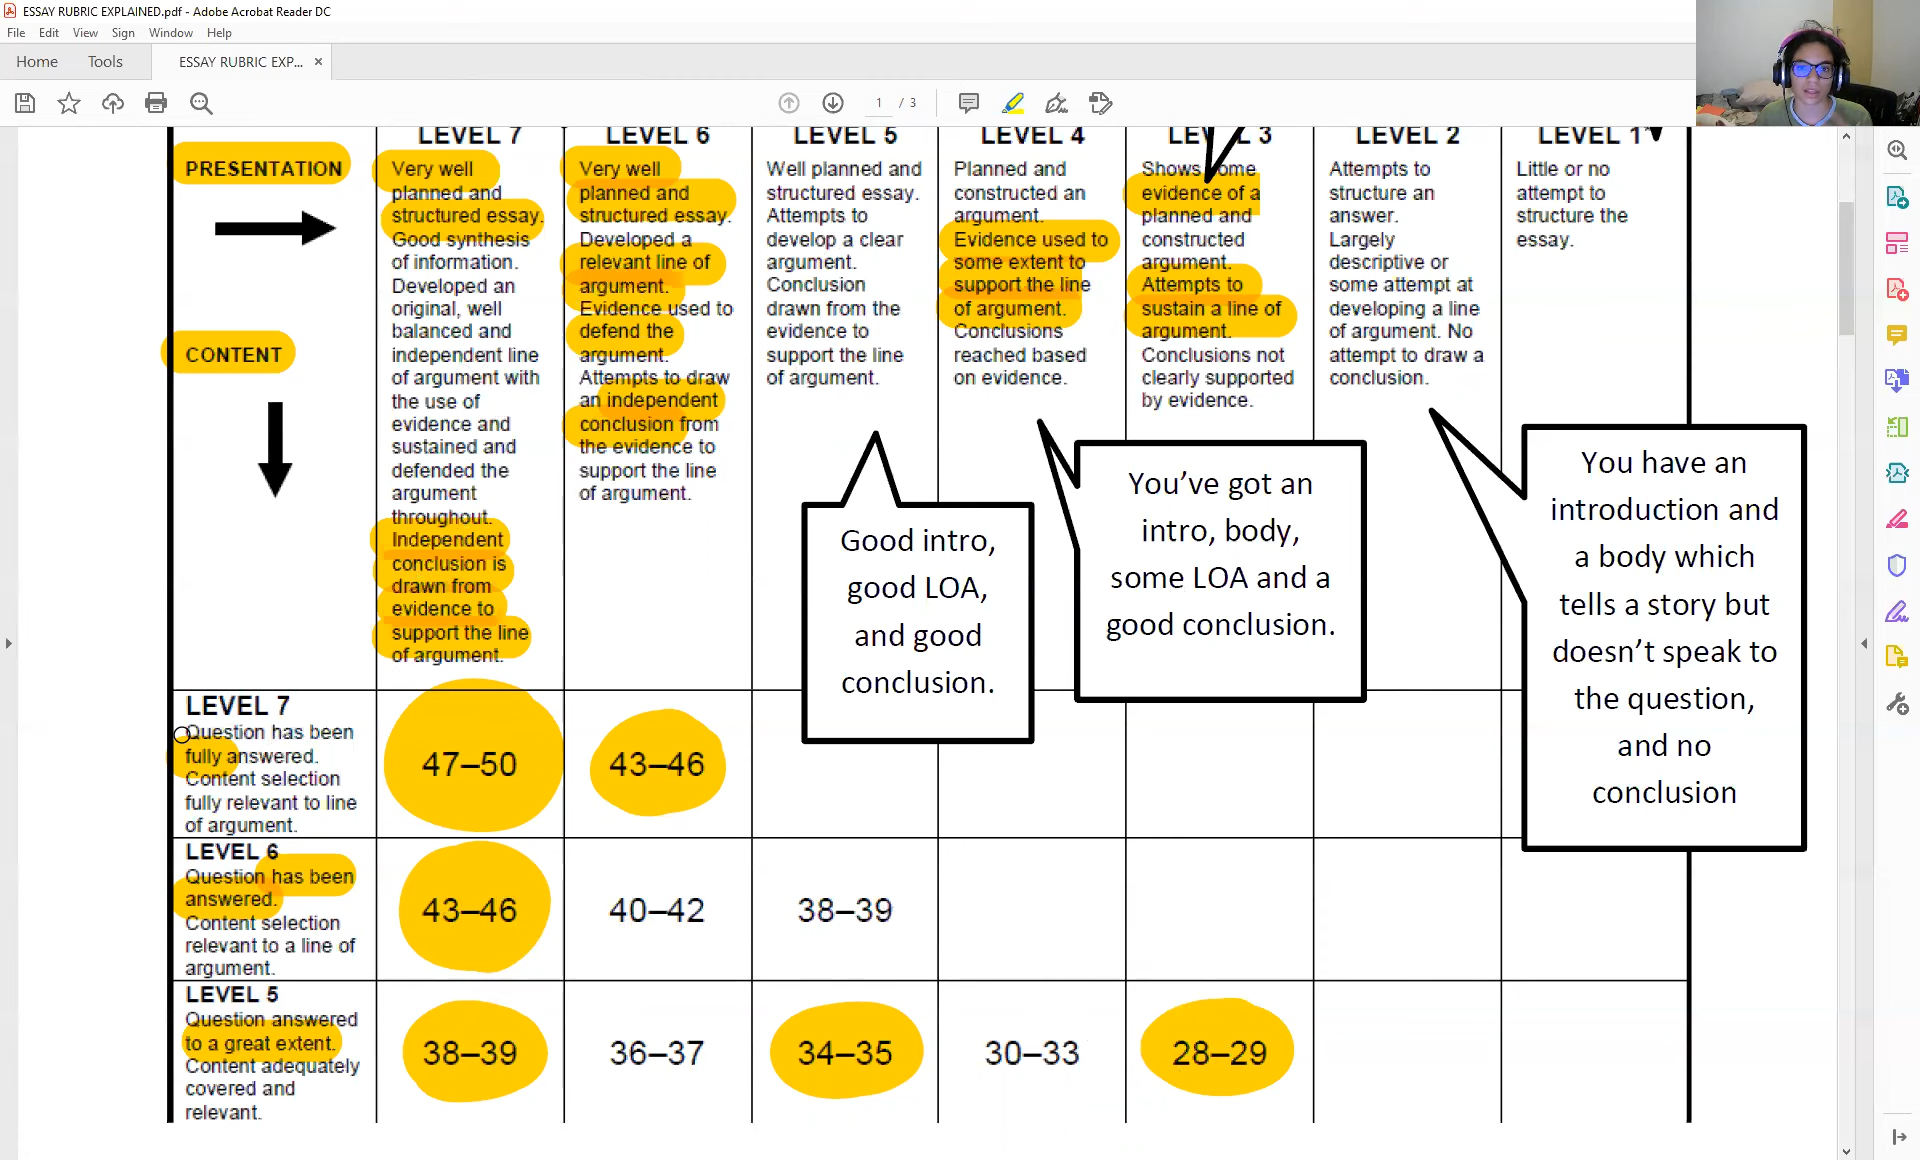 ESSAY RUBRIC EXPLAINED.pdf - Adobe Acrobat Reader DC
File Edit View Sign Window Help
Home Tools ESSAY RUBRIC EXP... ×
1 / 3
PRESENTATION
CONTENT
LEVEL 7
Very well
planned and
structured essay.
Good synthesis
of information.
Developed an
original, well
balanced and
independent line
of argument with
the use of
evidence and
sustained and
defended the
argument
throughout.
Independent
conclusion is
drawn from
evidence to
support the line
of argument.
LEVEL 6
Very well
planned and
structured essay.
Developed a
relevant line of
argument.
Evidence used to
defend the
argument.
Attempts to draw
an independent
conclusion from
the evidence to
support the line
of argument.
LEVEL 5
Well planned and
structured essay.
Attempts to
develop a clear
argument.
Conclusion
drawn from the
evidence to
support the line
of argument.
LEVEL 4
Planned and
constructed an
argument.
Evidence used to
some extent to
support the line
of argument.
Conclusions
reached based
on evidence.
LEVEL 3
Shows some
evidence of a
planned and
constructed
argument.
Attempts to
sustain a line of
argument.
Conclusions not
clearly supported
by evidence.
LEVEL 2
Attempts to
structure an
answer.
Largely
descriptive or
some attempt at
developing a line
of argument. No
attempt to draw a
conclusion.
LEVEL 1
Little or no
attempt to
structure the
essay.
Good intro,
good LOA,
and good
conclusion.
You’ve got an
intro, body,
some LOA and a
good conclusion.
You have an
introduction and
a body which
tells a story but
doesn’t speak to
the question,
and no
conclusion
LEVEL 7
Question has been
fully answered.
Content selection
fully relevant to line
of argument.
47–50 43–46
LEVEL 6
Question has been
answered.
Content selection
relevant to a line of
argument.
43–46 40–42 38–39
LEVEL 5
Question answered
to a great extent.
Content adequately
covered and
relevant.
38–39 36–37 34–35 30–33 28–29